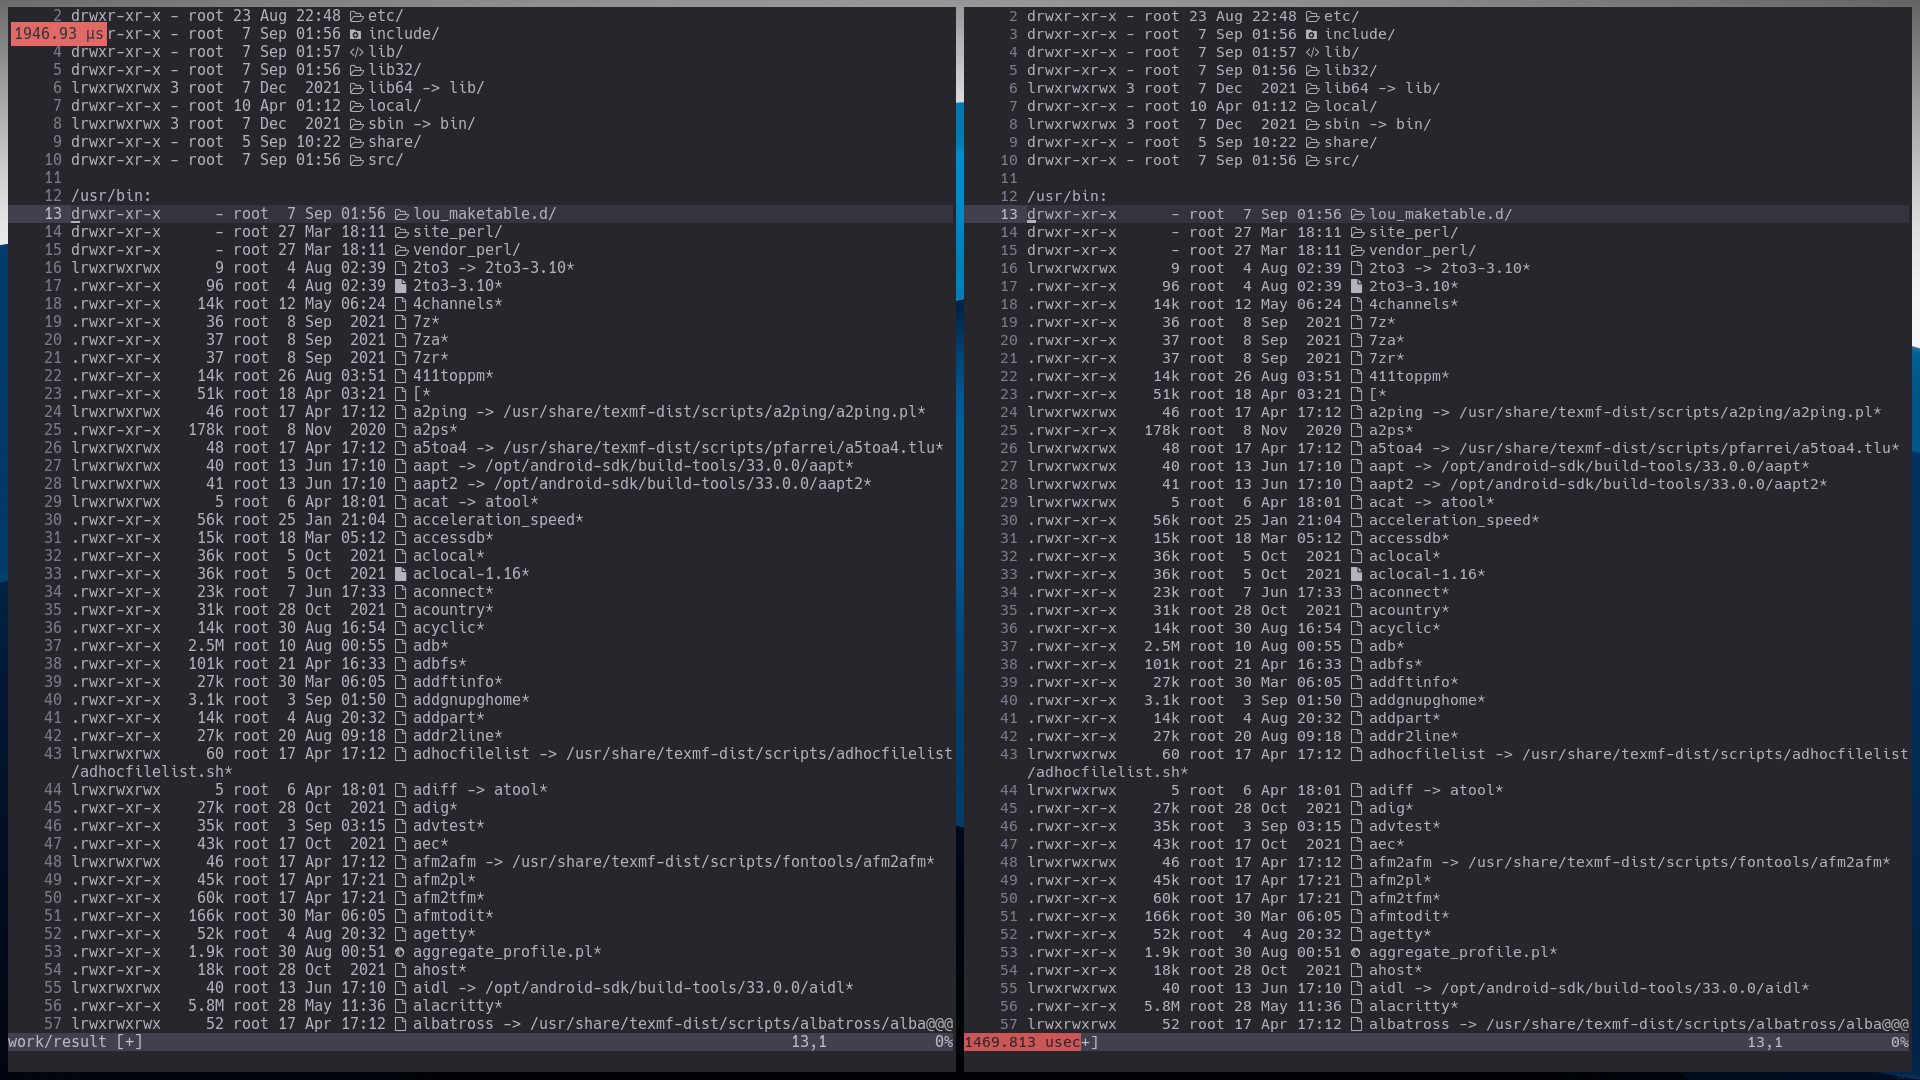 2 drwxr-xr-x - root 23 Aug 22:48 etc/
1946.93 µs r-xr-x - root  7 Sep 01:56 include/
4 drwxr-xr-x - root  7 Sep 01:57 lib/
5 drwxr-xr-x - root  7 Sep 01:56 lib32/
6 lrwxrwxrwx 3 root  7 Dec  2021 lib64 -> lib/
7 drwxr-xr-x - root 10 Apr 01:12 local/
8 lrwxrwxrwx 3 root  7 Dec  2021 sbin -> bin/
9 drwxr-xr-x - root  5 Sep 10:22 share/
10 drwxr-xr-x - root  7 Sep 01:56 src/
11
12 /usr/bin:
13 drwxr-xr-x      - root  7 Sep 01:56 lou_maketable.d/
14 drwxr-xr-x      - root 27 Mar 18:11 site_perl/
15 drwxr-xr-x      - root 27 Mar 18:11 vendor_perl/
16 lrwxrwxrwx      9 root  4 Aug 02:39 2to3 -> 2to3-3.10*
17 .rwxr-xr-x     96 root  4 Aug 02:39 2to3-3.10*
18 .rwxr-xr-x    14k root 12 May 06:24 4channels*
19 .rwxr-xr-x     36 root  8 Sep  2021 7z*
20 .rwxr-xr-x     37 root  8 Sep  2021 7za*
21 .rwxr-xr-x     37 root  8 Sep  2021 7zr*
22 .rwxr-xr-x    14k root 26 Aug 03:51 411toppm*
23 .rwxr-xr-x    51k root 18 Apr 03:21 [*
24 lrwxrwxrwx     46 root 17 Apr 17:12 a2ping -> /usr/share/texmf-dist/scripts/a2ping/a2ping.pl*
25 .rwxr-xr-x   178k root  8 Nov  2020 a2ps*
26 lrwxrwxrwx     48 root 17 Apr 17:12 a5toa4 -> /usr/share/texmf-dist/scripts/pfarrei/a5toa4.tlu*
27 lrwxrwxrwx     40 root 13 Jun 17:10 aapt -> /opt/android-sdk/build-tools/33.0.0/aapt*
28 lrwxrwxrwx     41 root 13 Jun 17:10 aapt2 -> /opt/android-sdk/build-tools/33.0.0/aapt2*
29 lrwxrwxrwx      5 root  6 Apr 18:01 acat -> atool*
30 .rwxr-xr-x    56k root 25 Jan 21:04 acceleration_speed*
31 .rwxr-xr-x    15k root 18 Mar 05:12 accessdb*
32 .rwxr-xr-x    36k root  5 Oct  2021 aclocal*
33 .rwxr-xr-x    36k root  5 Oct  2021 aclocal-1.16*
34 .rwxr-xr-x    23k root  7 Jun 17:33 aconnect*
35 .rwxr-xr-x    31k root 28 Oct  2021 acountry*
36 .rwxr-xr-x    14k root 30 Aug 16:54 acyclic*
37 .rwxr-xr-x   2.5M root 10 Aug 00:55 adb*
38 .rwxr-xr-x   101k root 21 Apr 16:33 adbfs*
39 .rwxr-xr-x    27k root 30 Mar 06:05 addftinfo*
40 .rwxr-xr-x   3.1k root  3 Sep 01:50 addgnupghome*
41 .rwxr-xr-x    14k root  4 Aug 20:32 addpart*
42 .rwxr-xr-x    27k root 20 Aug 09:18 addr2line*
43 lrwxrwxrwx     60 root 17 Apr 17:12 adhocfilelist -> /usr/share/texmf-dist/scripts/adhocfilelist
/adhocfilelist.sh*
44 lrwxrwxrwx      5 root  6 Apr 18:01 adiff -> atool*
45 .rwxr-xr-x    27k root 28 Oct  2021 adig*
46 .rwxr-xr-x    35k root  3 Sep 03:15 advtest*
47 .rwxr-xr-x    43k root 17 Oct  2021 aec*
48 lrwxrwxrwx     46 root 17 Apr 17:12 afm2afm -> /usr/share/texmf-dist/scripts/fontools/afm2afm*
49 .rwxr-xr-x    45k root 17 Apr 17:21 afm2pl*
50 .rwxr-xr-x    60k root 17 Apr 17:21 afm2tfm*
51 .rwxr-xr-x   166k root 30 Mar 06:05 afmtodit*
52 .rwxr-xr-x    52k root  4 Aug 20:32 agetty*
53 .rwxr-xr-x   1.9k root 30 Aug 00:51 aggregate_profile.pl*
54 .rwxr-xr-x    18k root 28 Oct  2021 ahost*
55 lrwxrwxrwx     40 root 13 Jun 17:10 aidl -> /opt/android-sdk/build-tools/33.0.0/aidl*
56 .rwxr-xr-x   5.8M root 28 May 11:36 alacritty*
57 lrwxrwxrwx     52 root 17 Apr 17:12 albatross -> /usr/share/texmf-dist/scripts/albatross/alba@@@
work/result [+] 13,1 0%
2 drwxr-xr-x - root 23 Aug 22:48 etc/
3 drwxr-xr-x - root  7 Sep 01:56 include/
4 drwxr-xr-x - root  7 Sep 01:57 lib/
5 drwxr-xr-x - root  7 Sep 01:56 lib32/
6 lrwxrwxrwx 3 root  7 Dec  2021 lib64 -> lib/
7 drwxr-xr-x - root 10 Apr 01:12 local/
8 lrwxrwxrwx 3 root  7 Dec  2021 sbin -> bin/
9 drwxr-xr-x - root  5 Sep 10:22 share/
10 drwxr-xr-x - root  7 Sep 01:56 src/
11
12 /usr/bin:
13 drwxr-xr-x      - root  7 Sep 01:56 lou_maketable.d/
14 drwxr-xr-x      - root 27 Mar 18:11 site_perl/
15 drwxr-xr-x      - root 27 Mar 18:11 vendor_perl/
16 lrwxrwxrwx      9 root  4 Aug 02:39 2to3 -> 2to3-3.10*
17 .rwxr-xr-x     96 root  4 Aug 02:39 2to3-3.10*
18 .rwxr-xr-x    14k root 12 May 06:24 4channels*
19 .rwxr-xr-x     36 root  8 Sep  2021 7z*
20 .rwxr-xr-x     37 root  8 Sep  2021 7za*
21 .rwxr-xr-x     37 root  8 Sep  2021 7zr*
22 .rwxr-xr-x    14k root 26 Aug 03:51 411toppm*
23 .rwxr-xr-x    51k root 18 Apr 03:21 [*
24 lrwxrwxrwx     46 root 17 Apr 17:12 a2ping -> /usr/share/texmf-dist/scripts/a2ping/a2ping.pl*
25 .rwxr-xr-x   178k root  8 Nov  2020 a2ps*
26 lrwxrwxrwx     48 root 17 Apr 17:12 a5toa4 -> /usr/share/texmf-dist/scripts/pfarrei/a5toa4.tlu*
27 lrwxrwxrwx     40 root 13 Jun 17:10 aapt -> /opt/android-sdk/build-tools/33.0.0/aapt*
28 lrwxrwxrwx     41 root 13 Jun 17:10 aapt2 -> /opt/android-sdk/build-tools/33.0.0/aapt2*
29 lrwxrwxrwx      5 root  6 Apr 18:01 acat -> atool*
30 .rwxr-xr-x    56k root 25 Jan 21:04 acceleration_speed*
31 .rwxr-xr-x    15k root 18 Mar 05:12 accessdb*
32 .rwxr-xr-x    36k root  5 Oct  2021 aclocal*
33 .rwxr-xr-x    36k root  5 Oct  2021 aclocal-1.16*
34 .rwxr-xr-x    23k root  7 Jun 17:33 aconnect*
35 .rwxr-xr-x    31k root 28 Oct  2021 acountry*
36 .rwxr-xr-x    14k root 30 Aug 16:54 acyclic*
37 .rwxr-xr-x   2.5M root 10 Aug 00:55 adb*
38 .rwxr-xr-x   101k root 21 Apr 16:33 adbfs*
39 .rwxr-xr-x    27k root 30 Mar 06:05 addftinfo*
40 .rwxr-xr-x   3.1k root  3 Sep 01:50 addgnupghome*
41 .rwxr-xr-x    14k root  4 Aug 20:32 addpart*
42 .rwxr-xr-x    27k root 20 Aug 09:18 addr2line*
43 lrwxrwxrwx     60 root 17 Apr 17:12 adhocfilelist -> /usr/share/texmf-dist/scripts/adhocfilelist
/adhocfilelist.sh*
44 lrwxrwxrwx      5 root  6 Apr 18:01 adiff -> atool*
45 .rwxr-xr-x    27k root 28 Oct  2021 adig*
46 .rwxr-xr-x    35k root  3 Sep 03:15 advtest*
47 .rwxr-xr-x    43k root 17 Oct  2021 aec*
48 lrwxrwxrwx     46 root 17 Apr 17:12 afm2afm -> /usr/share/texmf-dist/scripts/fontools/afm2afm*
49 .rwxr-xr-x    45k root 17 Apr 17:21 afm2pl*
50 .rwxr-xr-x    60k root 17 Apr 17:21 afm2tfm*
51 .rwxr-xr-x   166k root 30 Mar 06:05 afmtodit*
52 .rwxr-xr-x    52k root  4 Aug 20:32 agetty*
53 .rwxr-xr-x   1.9k root 30 Aug 00:51 aggregate_profile.pl*
54 .rwxr-xr-x    18k root 28 Oct  2021 ahost*
55 lrwxrwxrwx     40 root 13 Jun 17:10 aidl -> /opt/android-sdk/build-tools/33.0.0/aidl*
56 .rwxr-xr-x   5.8M root 28 May 11:36 alacritty*
57 lrwxrwxrwx     52 root 17 Apr 17:12 albatross -> /usr/share/texmf-dist/scripts/albatross/alba@@@
1469.813 usec+] 13,1 0%